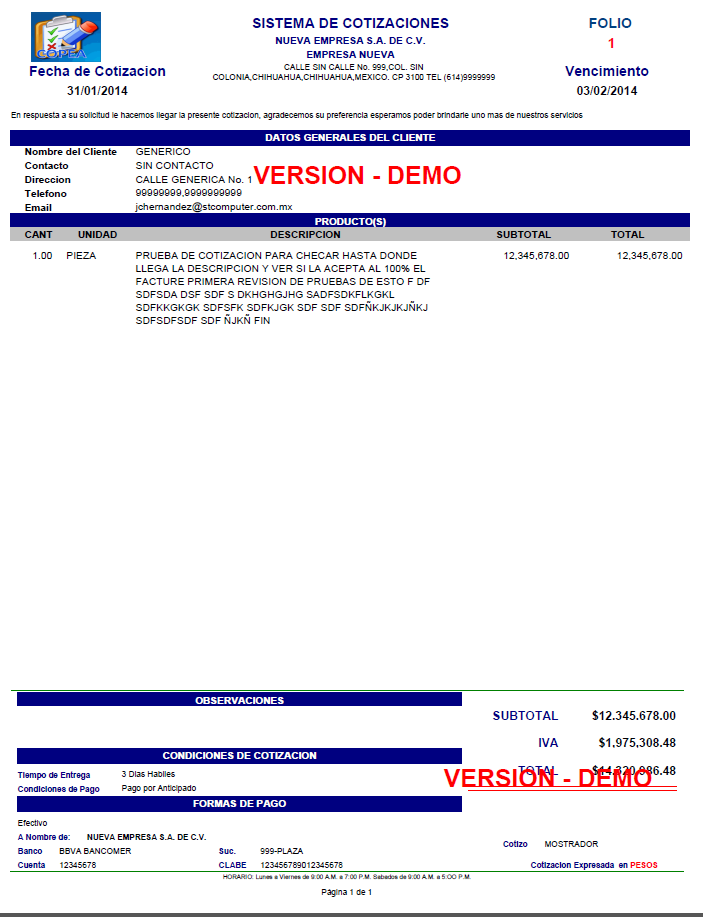 COPEA
SISTEMA DE COTIZACIONES
NUEVA EMPRESA S.A. DE C.V.
EMPRESA NUEVA
CALLE SIN CALLE No. 999,COL. SIN
COLONIA,CHIHUAHUA,CHIHUAHUA,MEXICO. CP 3100 TEL (614)9999999
FOLIO
1
Fecha de Cotizacion
31/01/2014
Vencimiento
03/02/2014
En respuesta a su solicitud le hacemos llegar la presente cotizacion, agradecemos su preferencia esperamos poder brindarle uno mas de nuestros servicios
DATOS GENERALES DEL CLIENTE
Nombre del Cliente GENERICO
Contacto SIN CONTACTO
Direccion CALLE GENERICA No. 1
VERSION - DEMO
Telefono 99999999,9999999999
Email jchernandez@stcomputer.com.mx
PRODUCTO(S)
CANT UNIDAD DESCRIPCION SUBTOTAL TOTAL
1.00 PIEZA PRUEBA DE COTIZACION PARA CHECAR HASTA DONDE 12,345,678.00 12,345,678.00
LLEGA LA DESCRIPCION Y VER SI LA ACEPTA AL 100% EL
FACTURE PRIMERA REVISION DE PRUEBAS DE ESTO F DF
SDFSDA DSF SDF S DKHGHGJHG SADFSDKFLKGKL
SDFKKGKGK SDFSFK SDFKJGK SDF SDF SDFÑKJKJKJÑKJ
SDFSDFSDF SDF ÑJKÑ FIN
OBSERVACIONES
SUBTOTAL $12.345.678.00
IVA $1,975,308.48
TOTAL $14,320,986.48
VERSION - DEMO
CONDICIONES DE COTIZACION
Tiempo de Entrega 3 Dias Habiles
Condiciones de Pago Pago por Anticipado
FORMAS DE PAGO
Efectivo
A Nombre de: NUEVA EMPRESA S.A. DE C.V.
Banco BBVA BANCOMER Suc. 999-PLAZA
Cuenta 12345678 CLABE 123456789012345678
Cotizo MOSTRADOR
Cotizacion Expresada en PESOS
HORARIO: Lunes a Viernes de 9:00 A.M. a 7:00 P.M. Sabados de 9:00 A.M. a 5:OO P.M.
Página 1 de 1